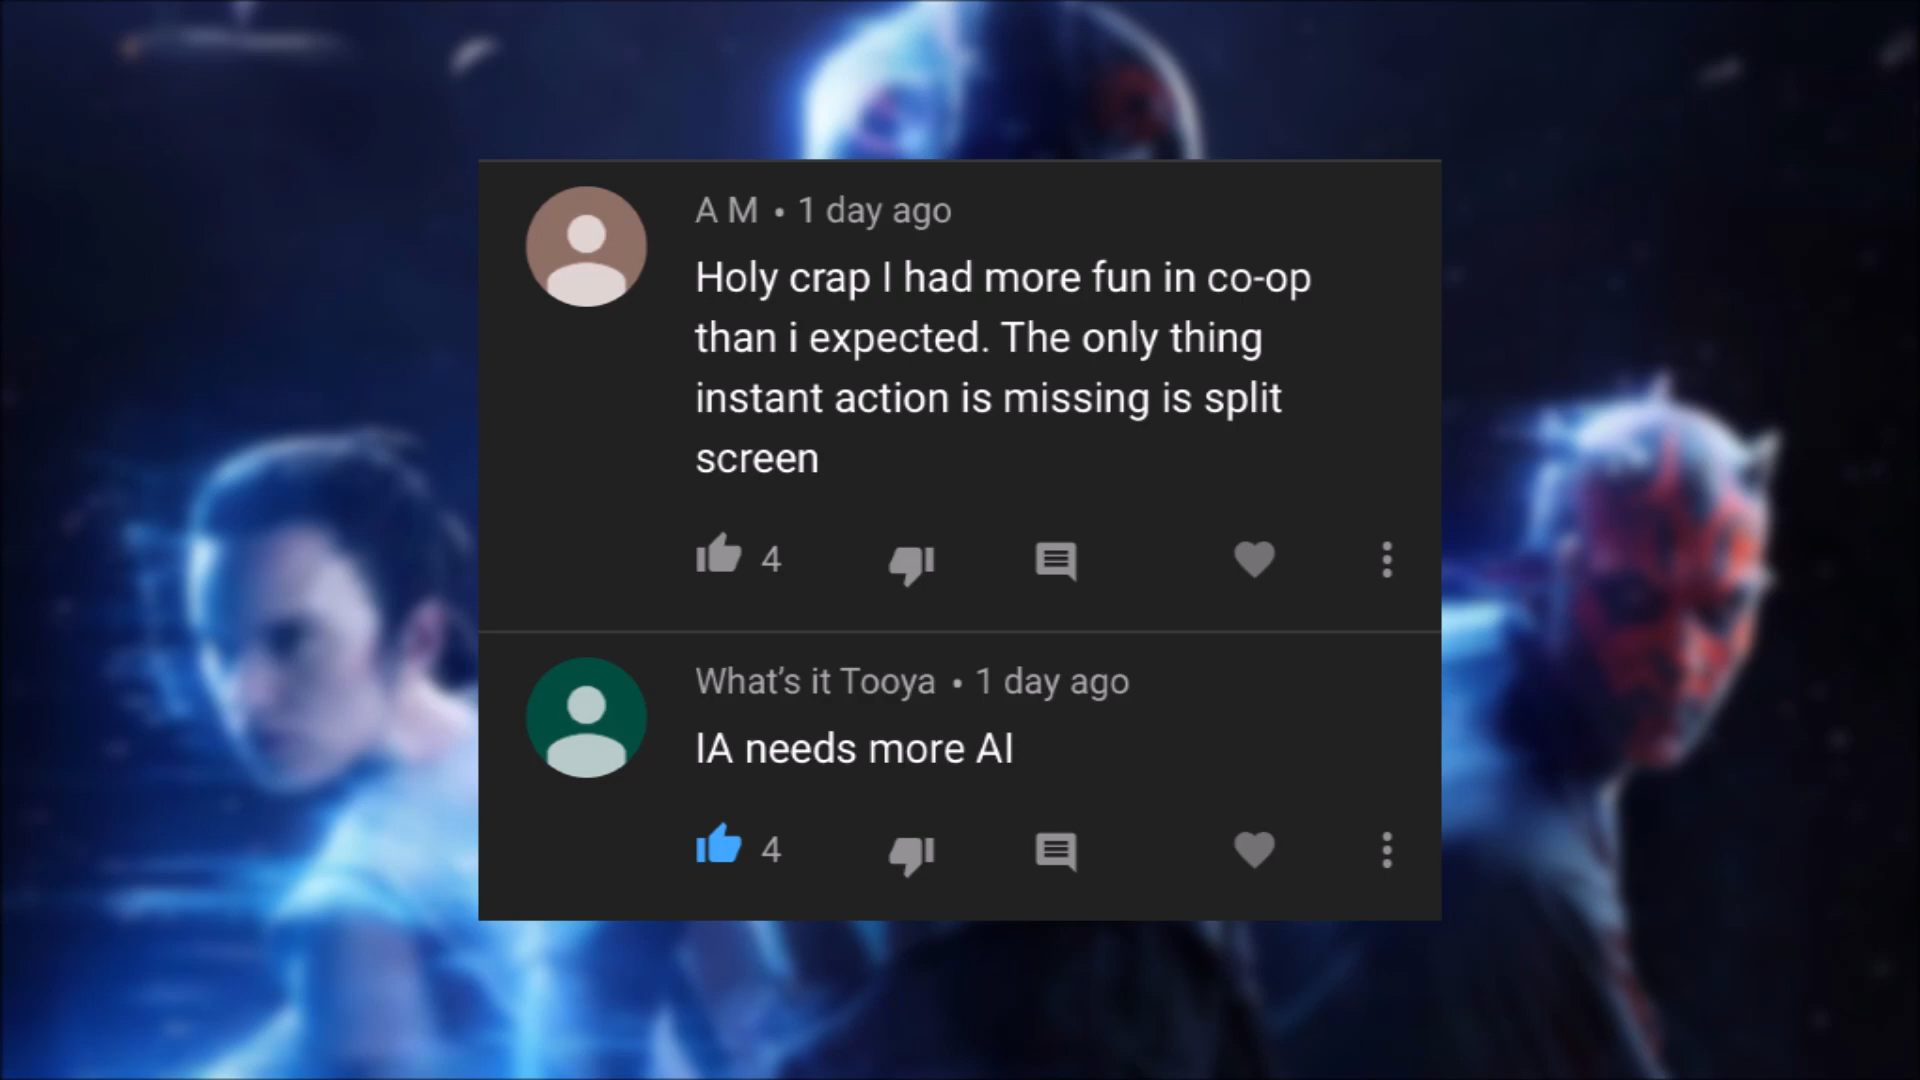 A M • 1 day ago
Holy crap I had more fun in co-op
than i expected. The only thing
instant action is missing is split
screen
4
What's it Tooya • 1 day ago
IA needs more AI
4